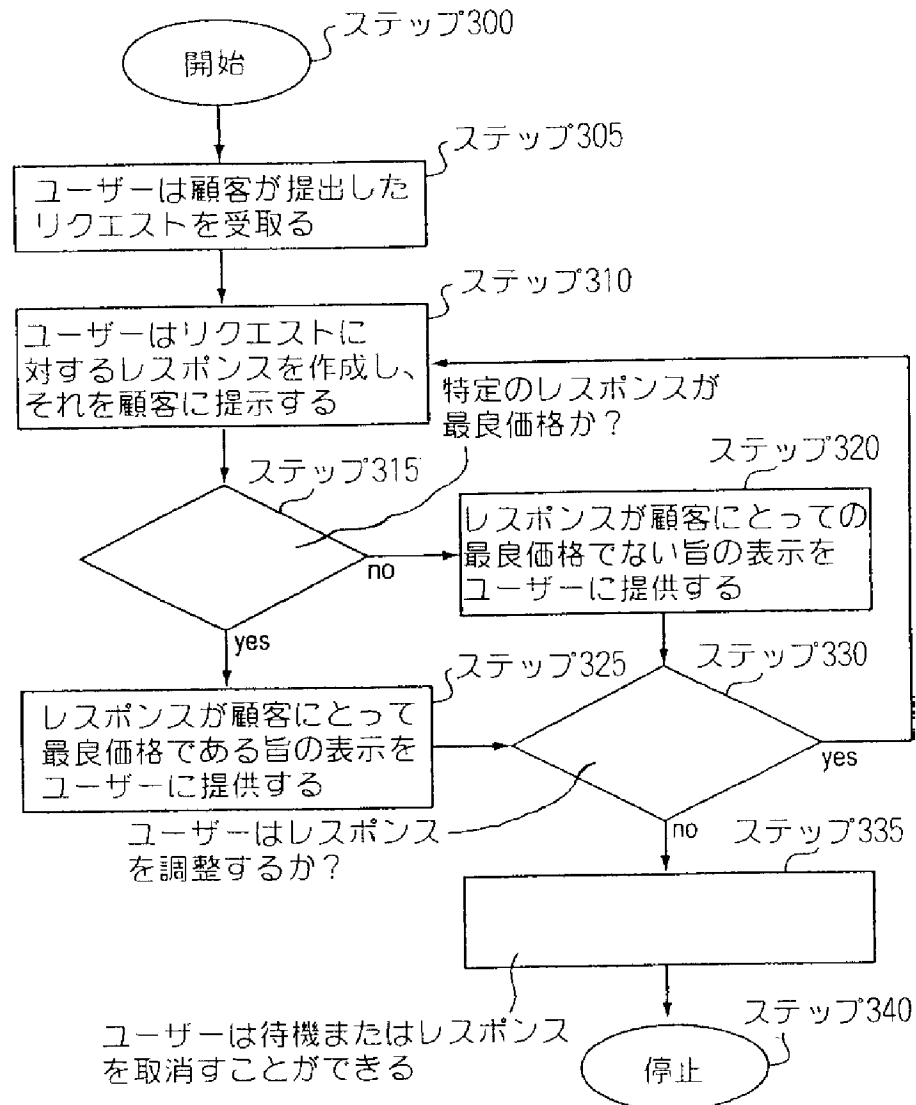 ステップ300
開始
ステップ305
ユーザーは顧客が提出した
リクエストを受取る
ステップ310
ユーザーはリクエストに
対するレスポンスを作成し、
それを顧客に提示する
特定のレスポンスが
最良価格か？
ステップ315
ステップ320
レスポンスが顧客にとっての
最良価格でない旨の表示を
ユーザーに提供する
no
yes
ステップ325
ステップ330
レスポンスが顧客にとって
最良価格である旨の表示を
ユーザーに提供する
yes
ユーザーはレスポンス
を調整するか？
no
ステップ335
ユーザーは待機またはレスポンス
を取消すことができる
ステップ340
停止